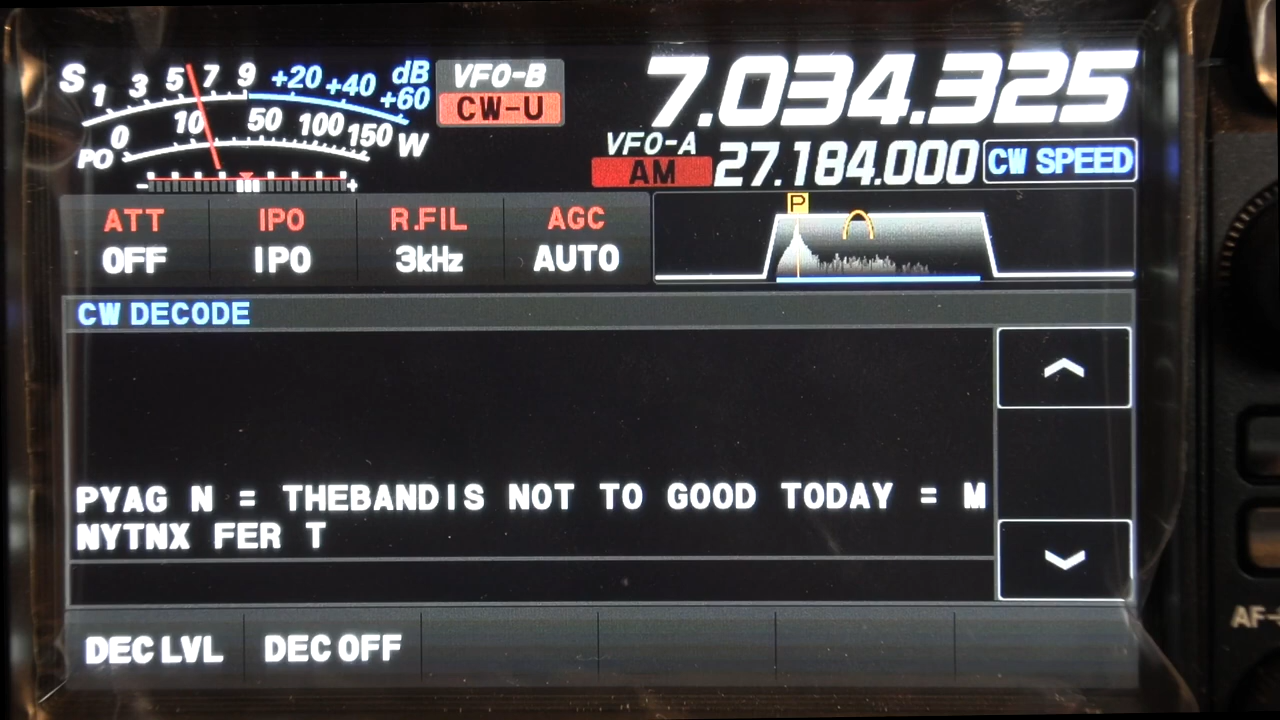 S 1 3 5 7 9 +20 +40 +60 dB
PO 0 10 50 100 150 W
- +
VFO-B
CW-U
7.034.325
VFO-A
AM
27.184.000
CW SPEED
ATT IPO R.FIL AGC
OFF IPO 3kHz AUTO
P
CW DECODE
PYAG N = THEBANDIS NOT TO GOOD TODAY = M
NYTNX FER T
DEC LVL DEC OFF
AF-